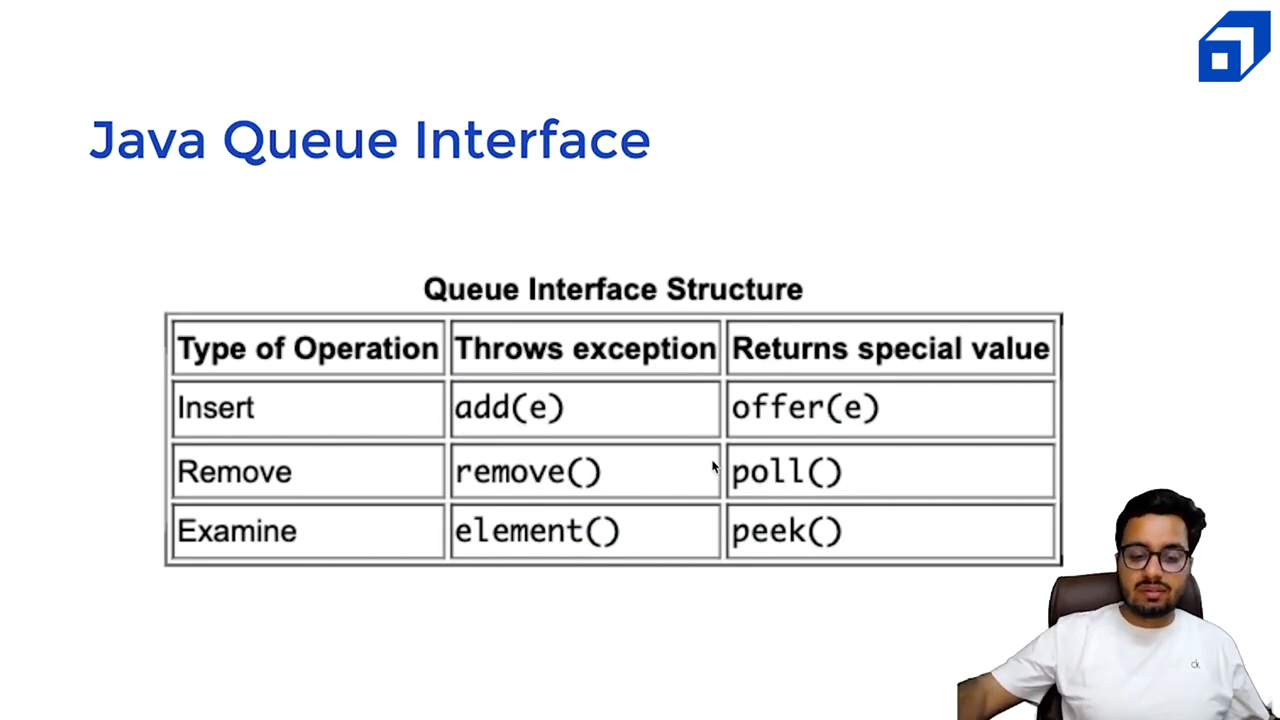 Java Queue Interface
Queue Interface Structure
Type of Operation Throws exception Returns special value
Insert add(e) offer(e)
Remove remove() poll()
Examine element() peek()
ck